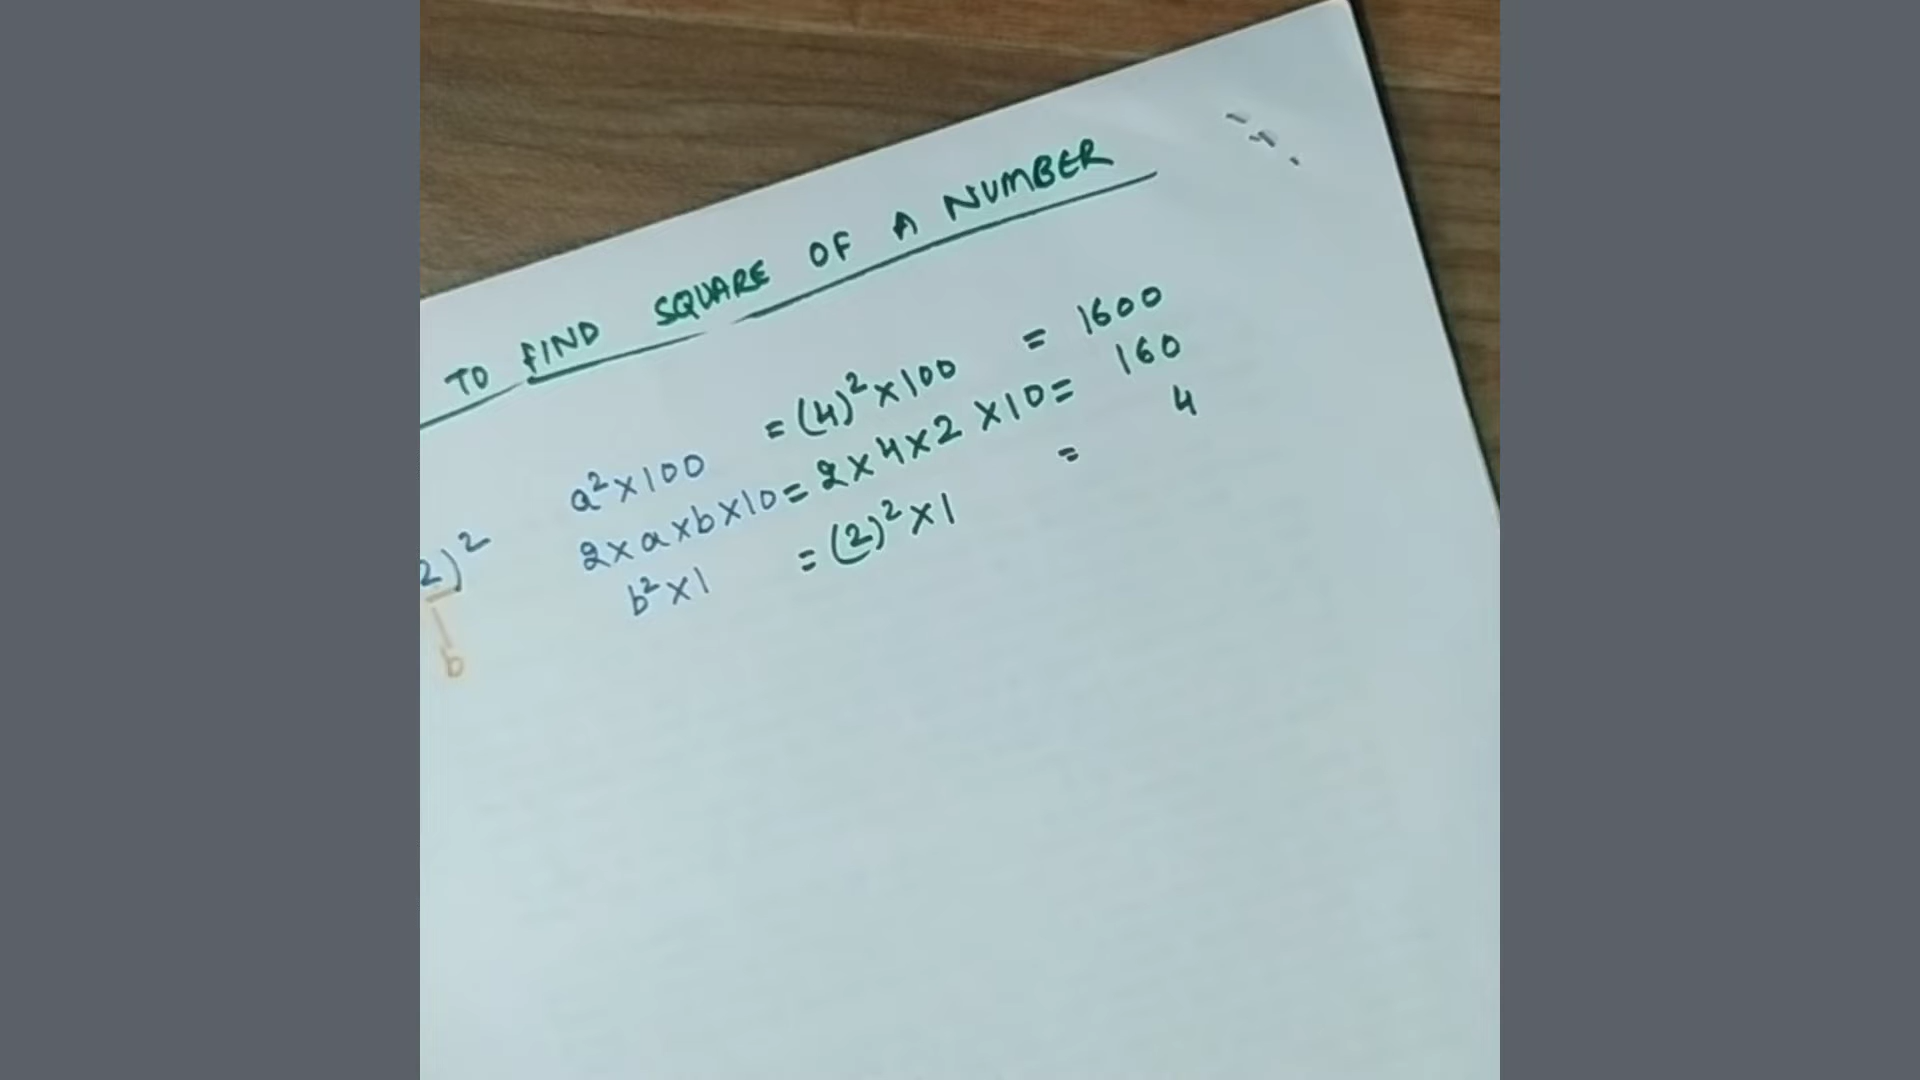 TO FIND SQUARE OF A NUMBER
a²×100 = (4)²×100 = 1600
2×a×b×10 = 2×4×2×10 = 160
2)² b²×1 = (2)²×1 = 4
b